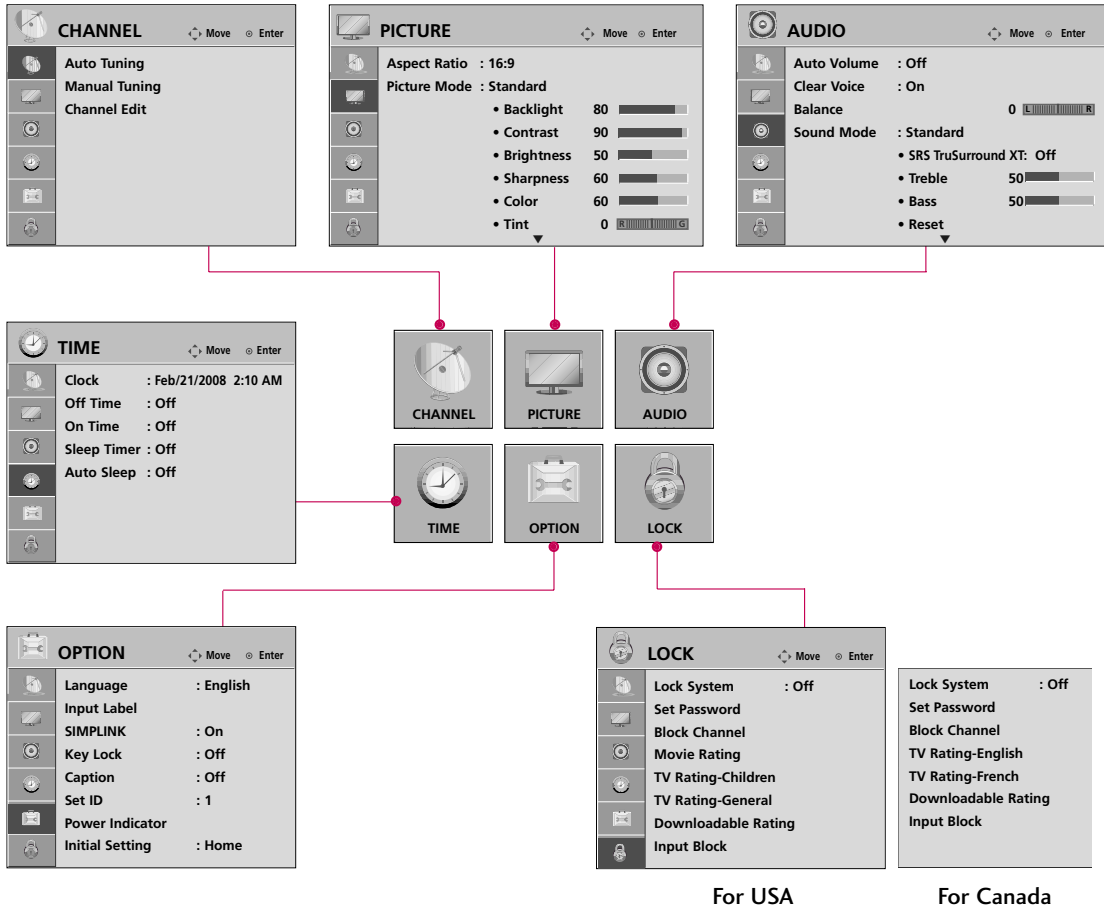 CHANNEL Move Enter
Auto Tuning
Manual Tuning
Channel Edit
PICTURE Move Enter
Aspect Ratio : 16:9
Picture Mode : Standard
• Backlight 80
• Contrast 90
• Brightness 50
• Sharpness 60
• Color 60
• Tint 0 R G
AUDIO Move Enter
Auto Volume : Off
Clear Voice : On
Balance 0 L R
Sound Mode : Standard
• SRS TruSurround XT: Off
• Treble 50
• Bass 50
• Reset
TIME Move Enter
Clock : Feb/21/2008 2:10 AM
Off Time : Off
On Time : Off
Sleep Timer : Off
Auto Sleep : Off
CHANNEL
PICTURE
AUDIO
TIME
OPTION
LOCK
OPTION Move Enter
Language : English
Input Label
SIMPLINK : On
Key Lock : Off
Caption : Off
Set ID : 1
Power Indicator
Initial Setting : Home
LOCK Move Enter
Lock System : Off
Set Password
Block Channel
Movie Rating
TV Rating-Children
TV Rating-General
Downloadable Rating
Input Block
For USA
Lock System : Off
Set Password
Block Channel
TV Rating-English
TV Rating-French
Downloadable Rating
Input Block
For Canada